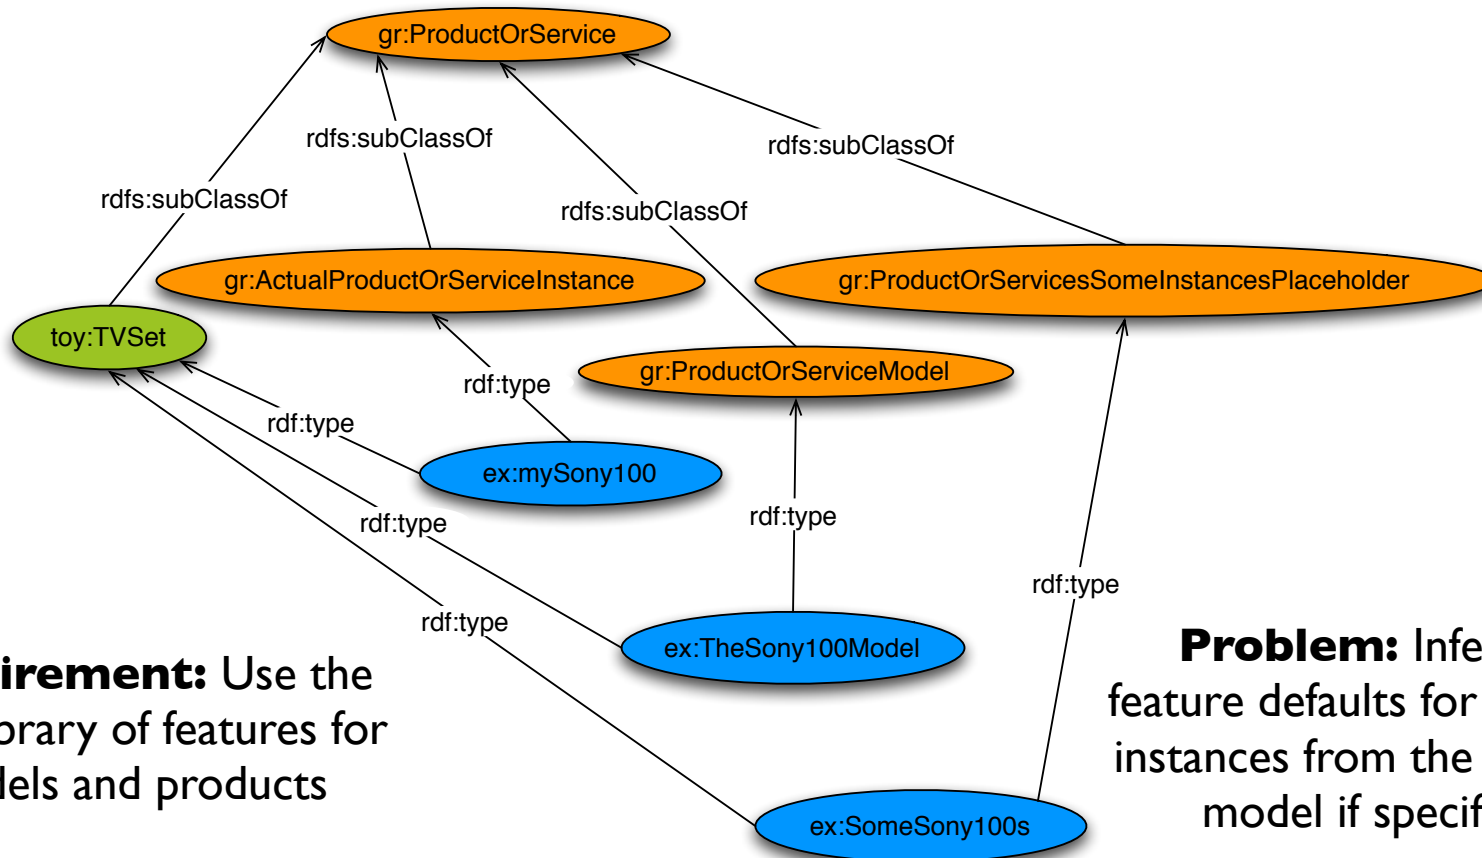 gr:ProductOrService
rdfs:subClassOf
rdfs:subClassOf
rdfs:subClassOf
rdfs:subClassOf
gr:ActualProductOrServiceInstance
gr:ProductOrServicesSomeInstancesPlaceholder
toy:TVSet
gr:ProductOrServiceModel
rdf:type
rdf:type
ex:mySony100
rdf:type
rdf:type
rdf:type
rdf:type
ex:TheSony100Model
irement: Use the
brary of features for
dels and products
Problem: Infe
feature defaults for
instances from the
model if specif
ex:SomeSony100s